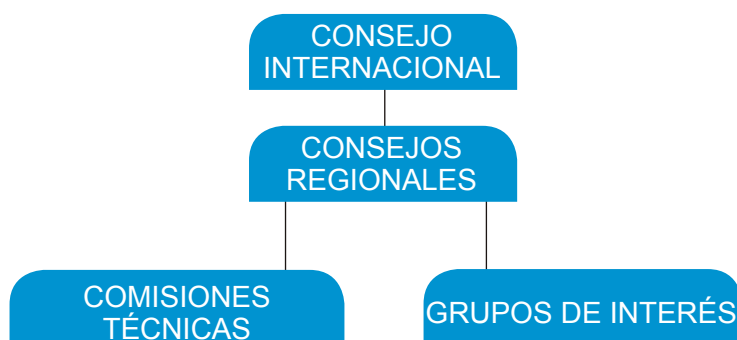 CONSEJO
INTERNACIONAL
CONSEJOS
REGIONALES
COMISIONES
TÉCNICAS
GRUPOS DE INTERÉS